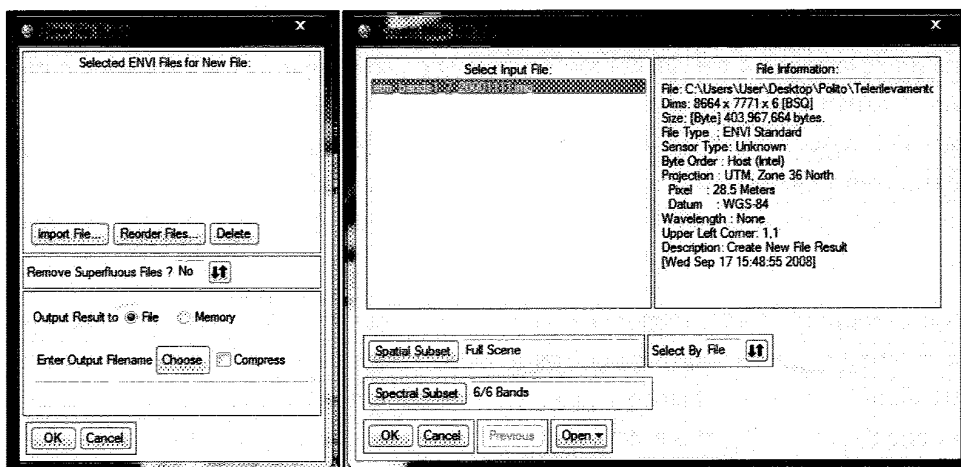 X
Selected ENVI Files for New File:
Import File... Reorder Files... Delete
Remove Superfluous Files ? No
Output Result to File Memory
Enter Output Filename Choose Compress
OK Cancel
X
Select Input File:
File Information:
File: C:\Users\User\Desktop\Polito\Telerilevamento
Dims: 8664 x 7771 x 6 [BSQ]
Size: [Byte] 403,967,664 bytes.
File Type : ENVI Standard
Sensor Type: Unknown
Byte Order : Host (Intel)
Projection : UTM, Zone 36 North
Pixel : 28.5 Meters
Datum : WGS-84
Wavelength : None
Upper Left Corner: 1,1
Description: Create New File Result
[Wed Sep 17 15:48:55 2008]
Spatial Subset Full Scene
Select By File
Spectral Subset 6/6 Bands
OK Cancel Previous Open